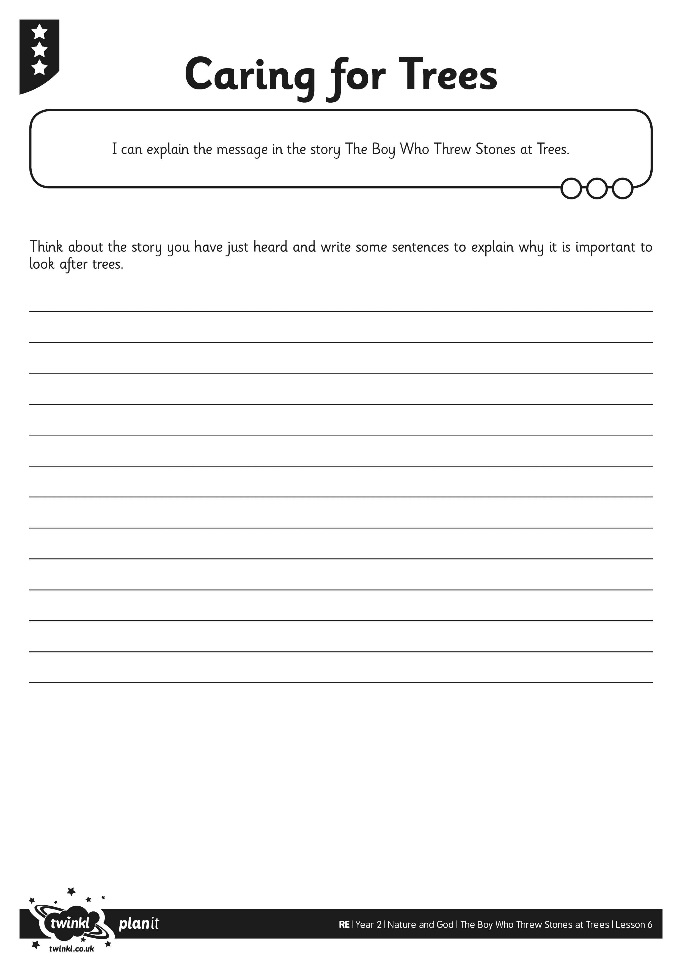 Caring for Trees
I can explain the message in the story The Boy Who Threw Stones at Trees.
Think about the story you have just heard and write some sentences to explain why it is important to
look after trees.
twinkl planit
twinkl.co.uk
RE | Year 2 | Nature and God | The Boy Who Threw Stones at Trees | Lesson 6